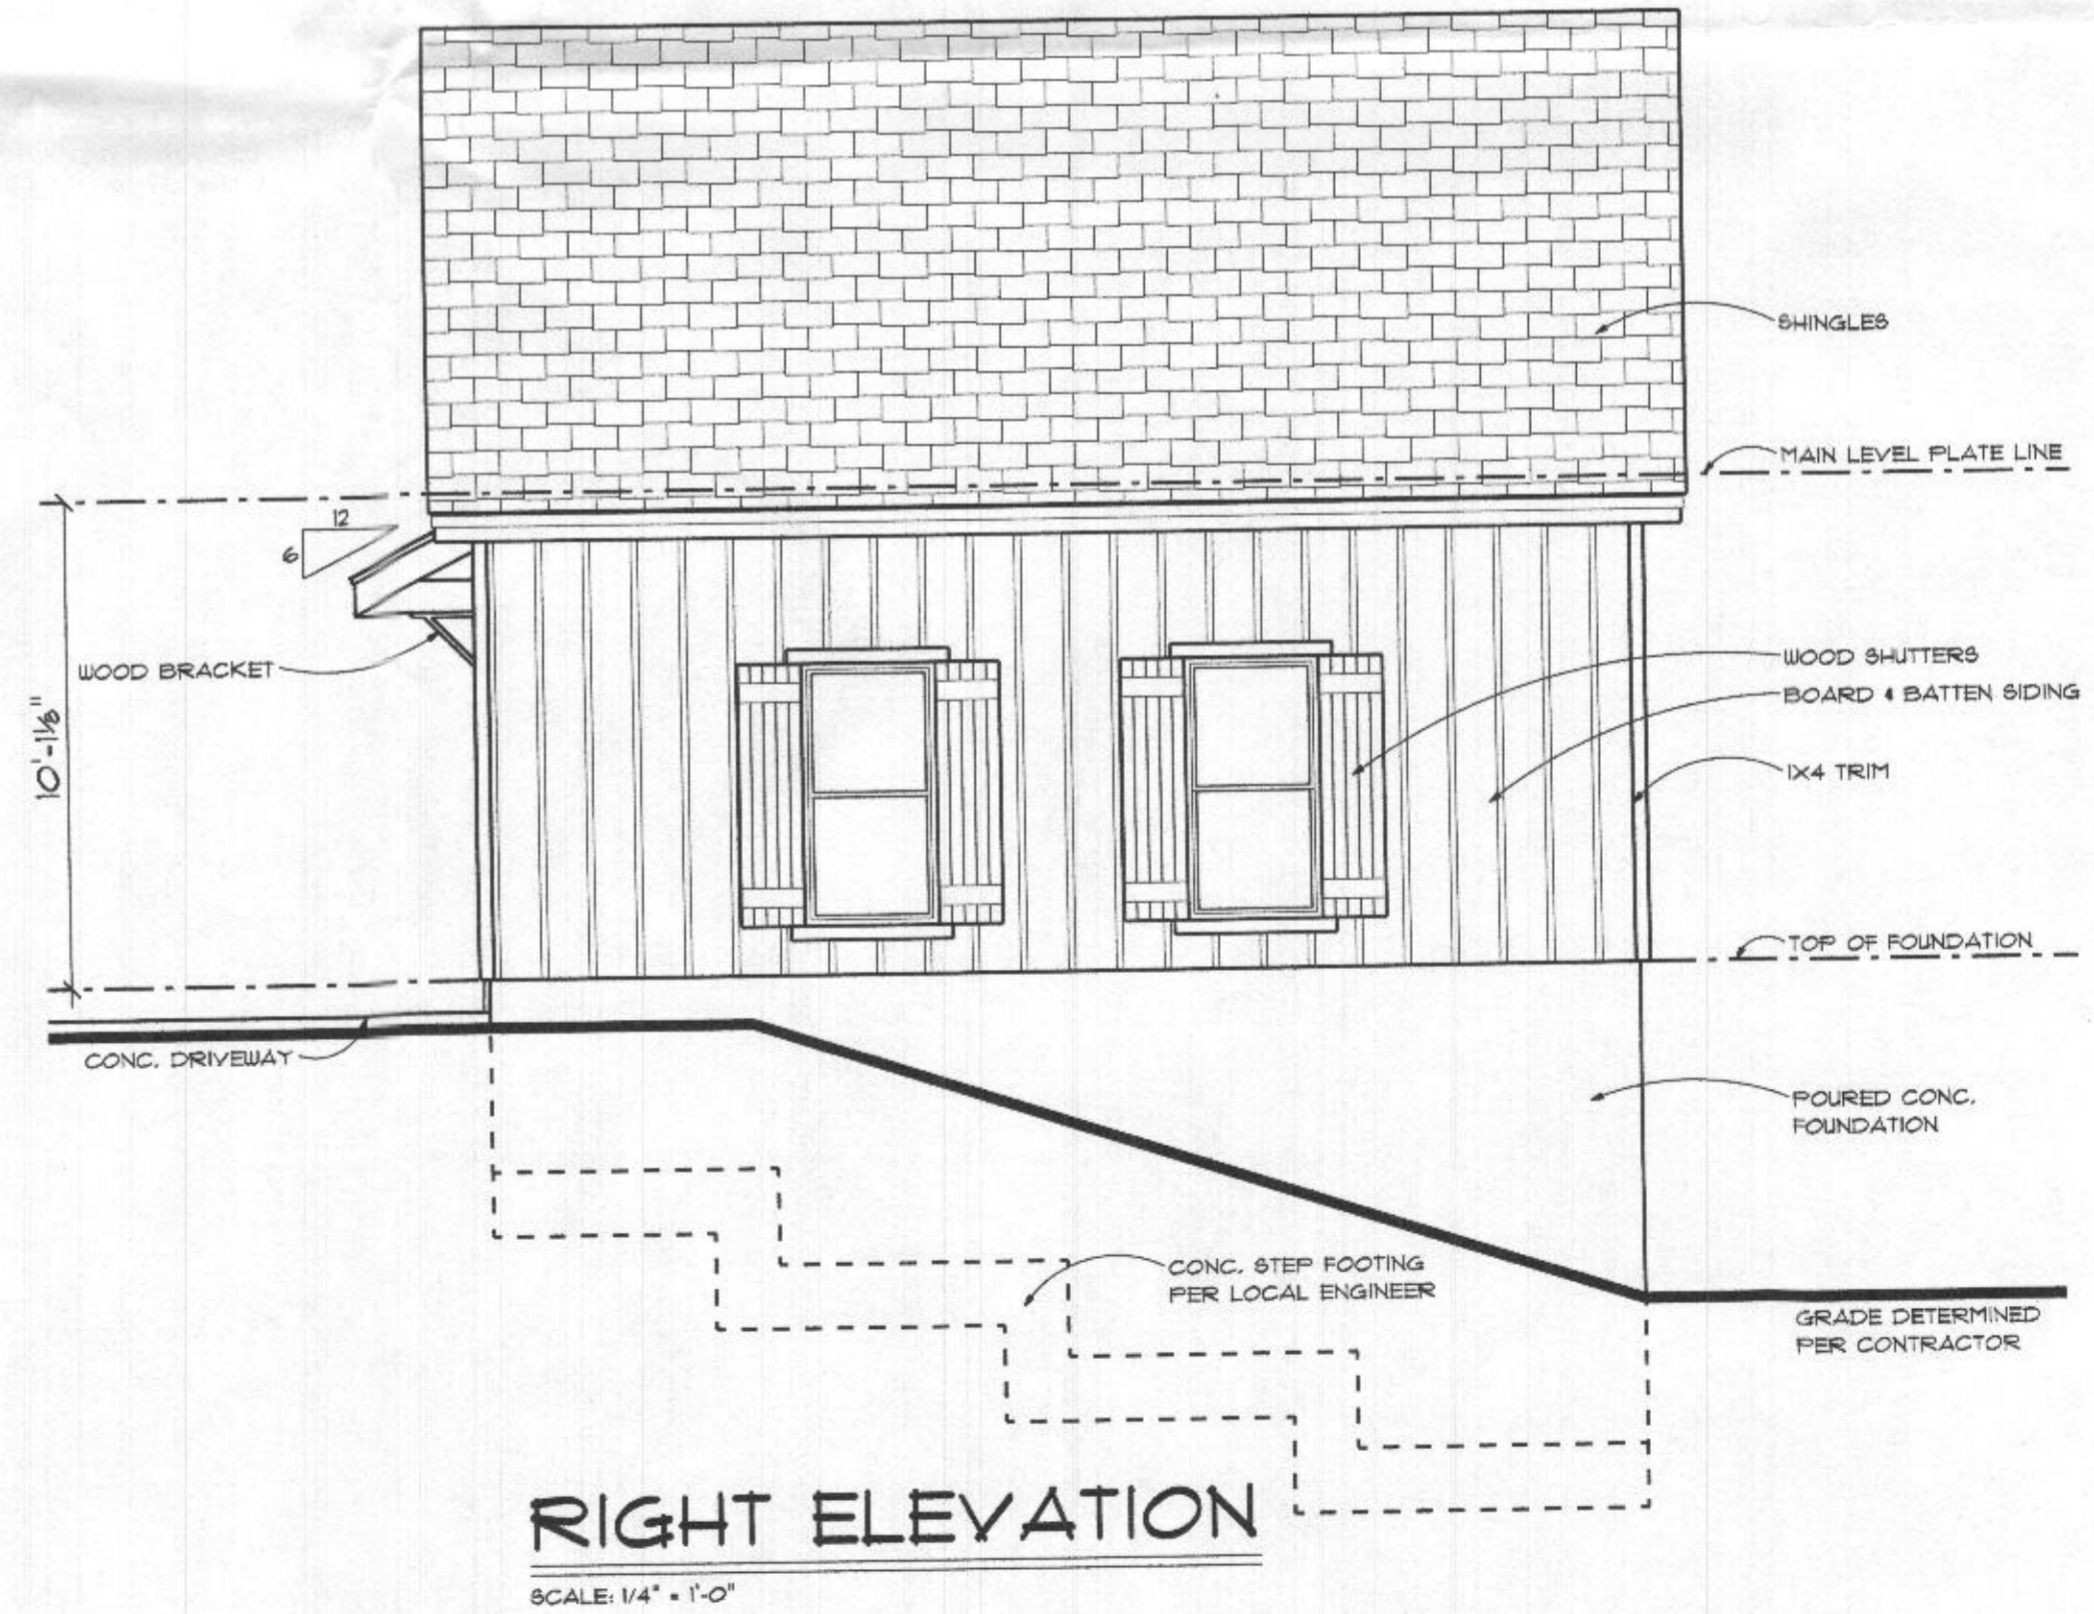 SHINGLES
MAIN LEVEL PLATE LINE
12
6
WOOD BRACKET
WOOD SHUTTERS
BOARD & BATTEN SIDING
10'-1 1/8"
1X4 TRIM
TOP OF FOUNDATION
CONC. DRIVEWAY
POURED CONC.
FOUNDATION
CONC. STEP FOOTING
PER LOCAL ENGINEER
GRADE DETERMINED
PER CONTRACTOR
RIGHT ELEVATION
SCALE: 1/4" = 1'-0"